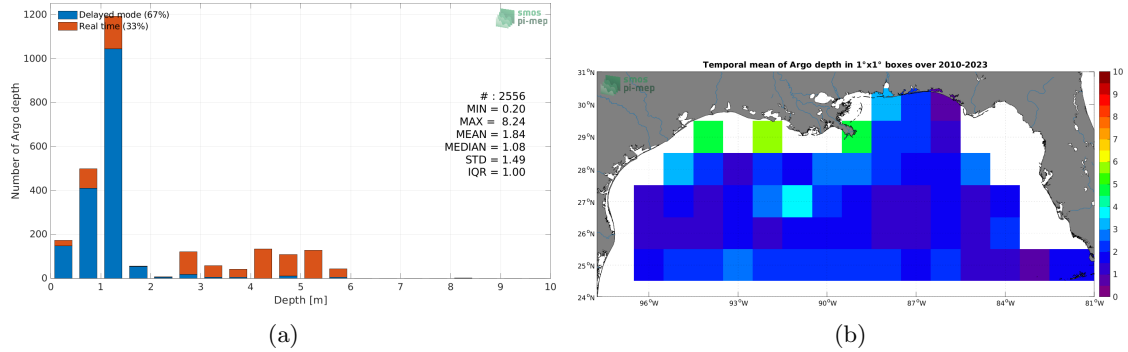 Delayed mode (67%)
Real time (33%)
smos
pi-mep
1200
1000
800
600
400
200
0
Number of Argo depth
# : 2556
MIN = 0.20
MAX = 8.24
MEAN = 1.84
MEDIAN = 1.08
STD = 1.49
IQR = 1.00
0 1 2 3 4 5 6 7 8 9 10
Depth [m]
(a)
Temporal mean of Argo depth in 1°x1° boxes over 2010-2023
smos
pi-mep
31°N
30°N
29°N
28°N
27°N
26°N
25°N
24°N
96°W 93°W 90°W 87°W 84°W 81°W
10
9
8
7
6
5
4
3
2
1
0
(b)